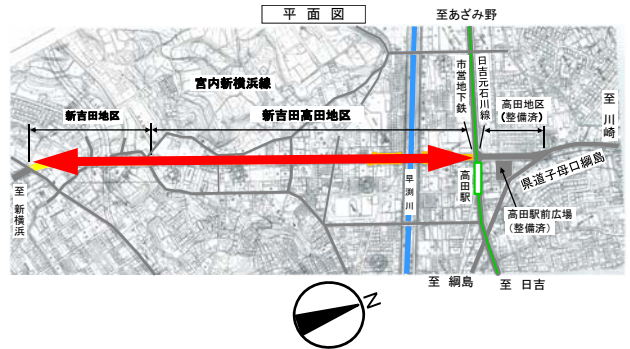 平面図
至あざみ野
宮内新横浜線
市営地下鉄
日吉元石川線
高田地区
(整備済)
至 川崎
新吉田地区
新吉田高田地区
県道子母口綱島
早渕川
高田駅
至 新横浜
高田駅前広場
(整備済)
至 綱島
至 日吉
N